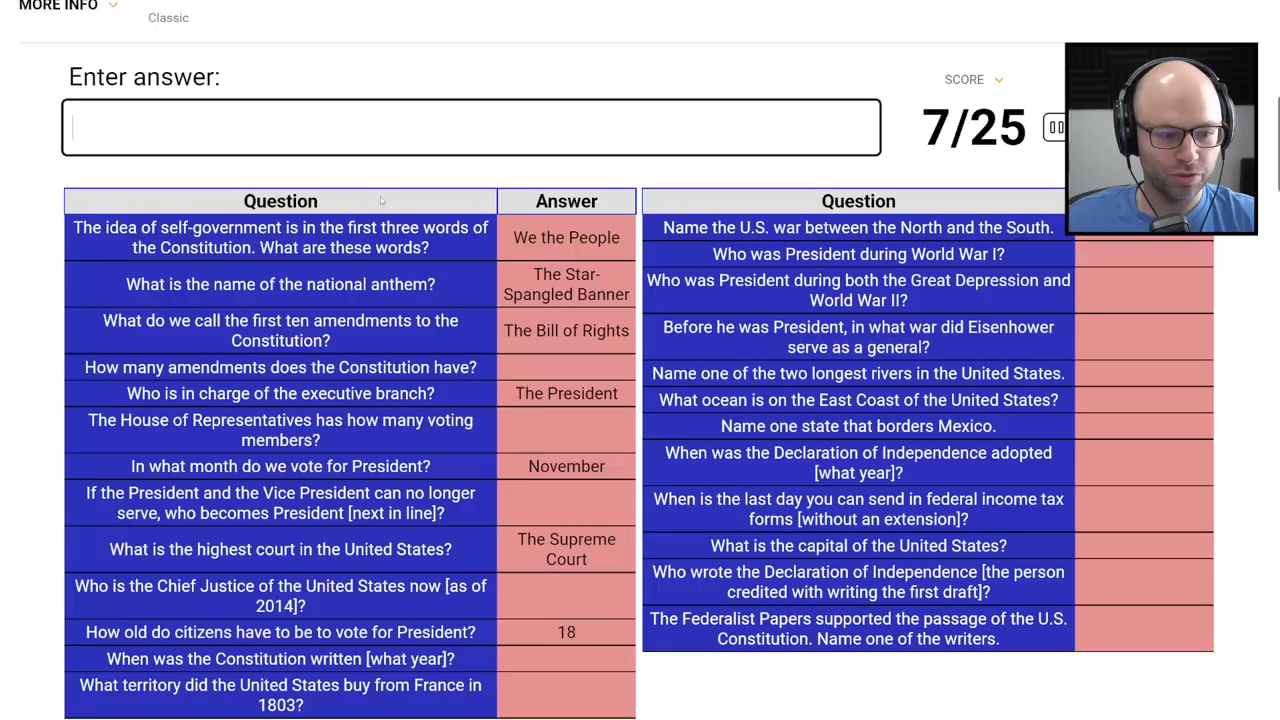 MORE INFO
Classic
Enter answer:
SCORE
7/25
Question
Answer
The idea of self-government is in the first three words of
the Constitution. What are these words?
We the People
What is the name of the national anthem?
The Star-
Spangled Banner
What do we call the first ten amendments to the
Constitution?
The Bill of Rights
How many amendments does the Constitution have?
Who is in charge of the executive branch?
The President
The House of Representatives has how many voting
members?
In what month do we vote for President?
November
If the President and the Vice President can no longer
serve, who becomes President [next in line]?
What is the highest court in the United States?
The Supreme
Court
Who is the Chief Justice of the United States now [as of
2014]?
How old do citizens have to be to vote for President?
18
When was the Constitution written [what year]?
What territory did the United States buy from France in
1803?
Question
Name the U.S. war between the North and the South.
Who was President during World War I?
Who was President during both the Great Depression and
World War II?
Before he was President, in what war did Eisenhower
serve as a general?
Name one of the two longest rivers in the United States.
What ocean is on the East Coast of the United States?
Name one state that borders Mexico.
When was the Declaration of Independence adopted
[what year]?
When is the last day you can send in federal income tax
forms [without an extension]?
What is the capital of the United States?
Who wrote the Declaration of Independence [the person
credited with writing the first draft]?
The Federalist Papers supported the passage of the U.S.
Constitution. Name one of the writers.